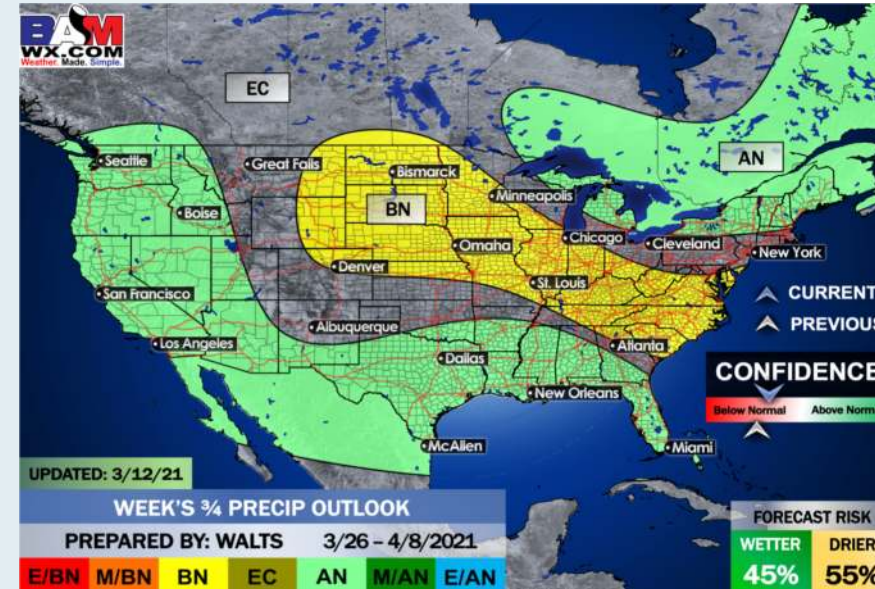 BAM
WX.COM
Weather. Made. Simple.
EC
AN
Seattle
Great Falls
Bismarck
Minneapolis
Boise
BN
Omaha
Chicago
Cleveland
New York
Denver
St. Louis
San Francisco
CURRENT
PREVIOUS
Albuquerque
Atlanta
Los Angeles
Dallas
CONFIDENCE
New Orleans
Below Normal
Above Norm
McAllen
Miami
UPDATED: 3/12/21
WEEK'S ¾ PRECIP OUTLOOK
PREPARED BY: WALTS 3/26 – 4/8/2021
E/BN M/BN BN EC AN M/AN E/AN
FORECAST RISK
WETTER DRIER
45% 55%